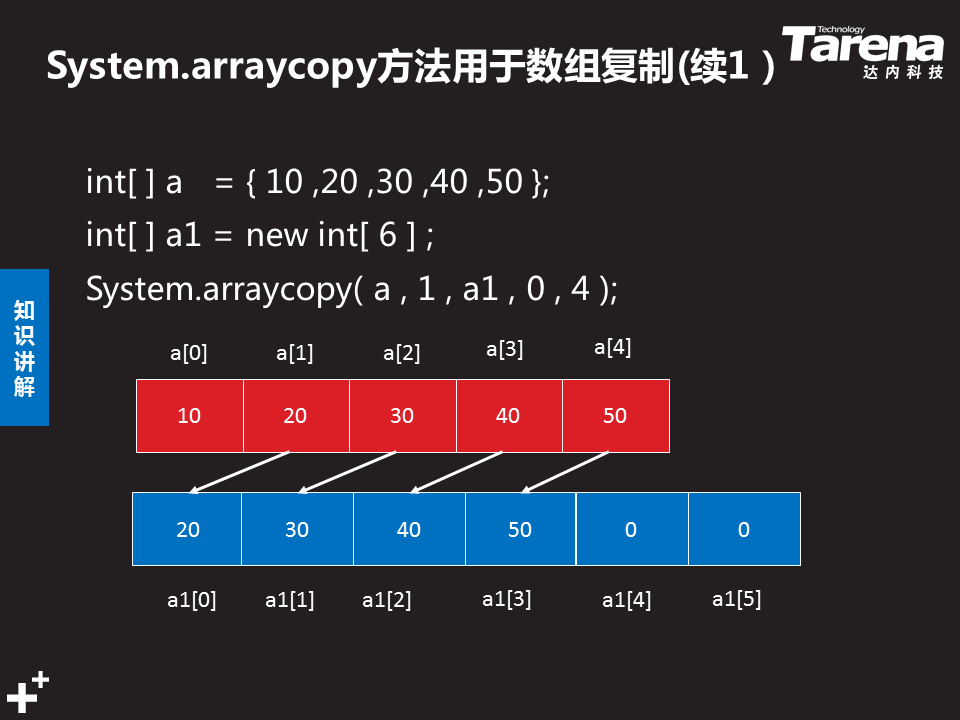 System.arraycopy方法用于数组复制(续1）
Technology
Tarena
达内科技
int[ ] a = { 10 ,20 ,30 ,40 ,50 };
int[ ] a1 = new int[ 6 ] ;
System.arraycopy( a , 1 , a1 , 0 , 4 );
知
识
讲
解
a[0] a[1] a[2] a[3] a[4]
10 20 30 40 50
20 30 40 50 0 0
a1[0] a1[1] a1[2] a1[3] a1[4] a1[5]